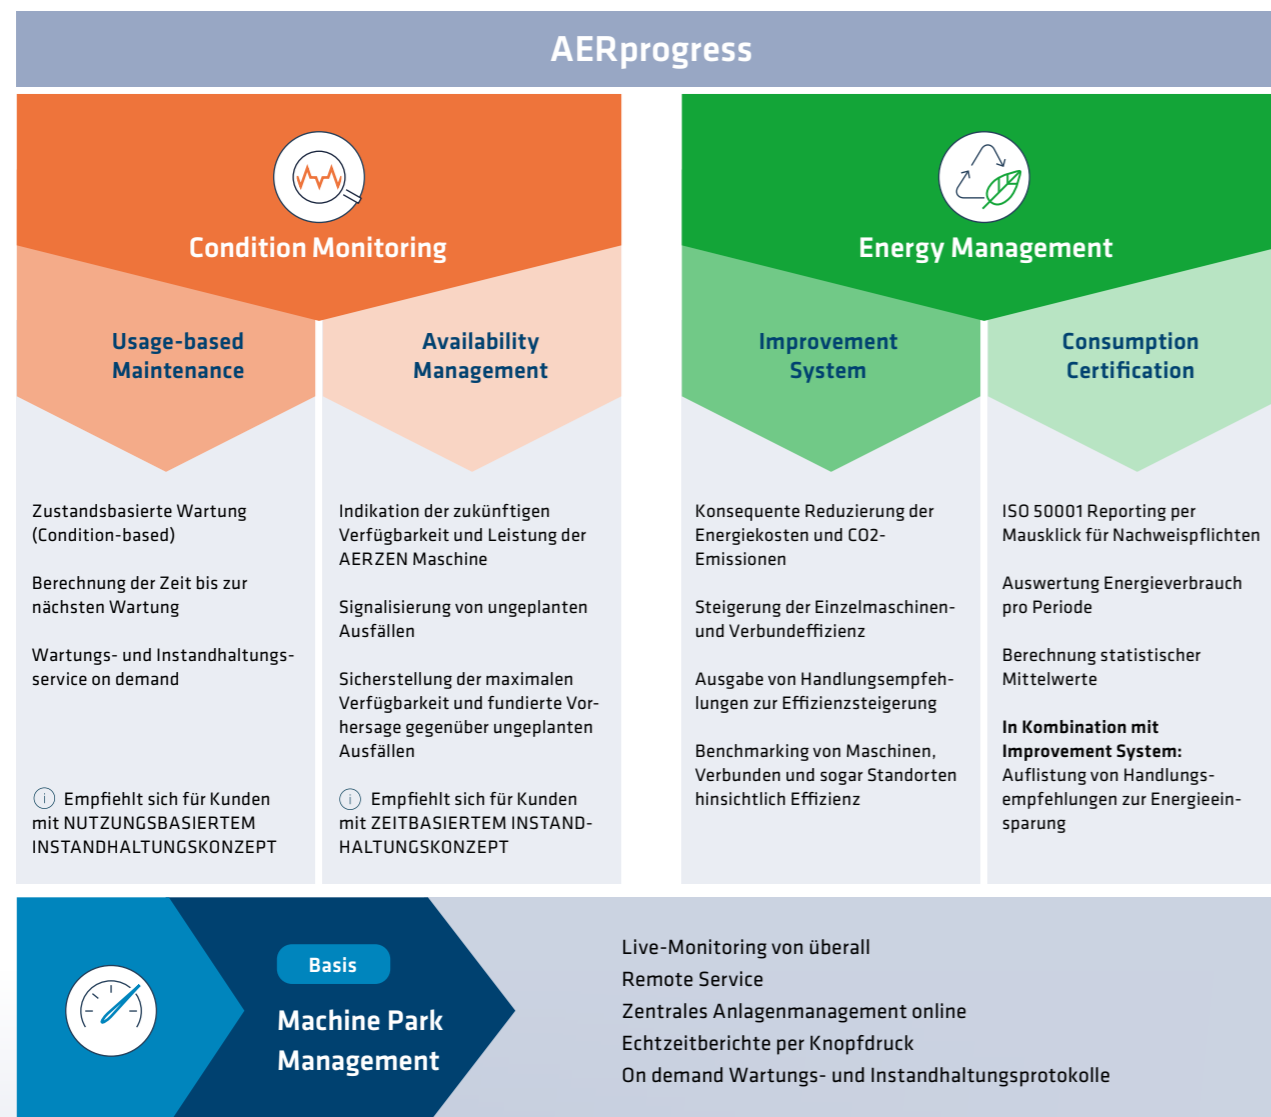 AERprogress
Condition Monitoring
Usage-based
Maintenance
Zustandsbasierte Wartung
(Condition-based)
Berechnung der Zeit bis zur
nächsten Wartung
Wartungs- und Instandhaltungs-
service on demand
i Empfiehlt sich für Kunden
mit NUTZUNGSBASIERTEM
INSTANDHALTUNGSKONZEPT
Availability
Management
Indikation der zukünftigen
Verfügbarkeit und Leistung der
AERZEN Maschine
Signalisierung von ungeplanten
Ausfällen
Sicherstellung der maximalen
Verfügbarkeit und fundierte Vor-
hersage gegenüber ungeplanten
Ausfällen
i Empfiehlt sich für Kunden
mit ZEITBASIERTEM INSTAND-
HALTUNGSKONZEPT
Energy Management
Improvement
System
Konsequente Reduzierung der
Energiekosten und CO2-
Emissionen
Steigerung der Einzelmaschinen-
und Verbundeffizienz
Ausgabe von Handlungsempfeh-
lungen zur Effizienzsteigerung
Benchmarking von Maschinen,
Verbunden und sogar Standorten
hinsichtlich Effizienz
Consumption
Certification
ISO 50001 Reporting per
Mausklick für Nachweispflichten
Auswertung Energieverbrauch
pro Periode
Berechnung statistischer
Mittelwerte
In Kombination mit
Improvement System:
Auflistung von Handlungs-
empfehlungen zur Energieein-
sparung
Basis
Machine Park
Management
Live-Monitoring von überall
Remote Service
Zentrales Anlagenmanagement online
Echtzeitberichte per Knopfdruck
On demand Wartungs- und Instandhaltungsprotokolle